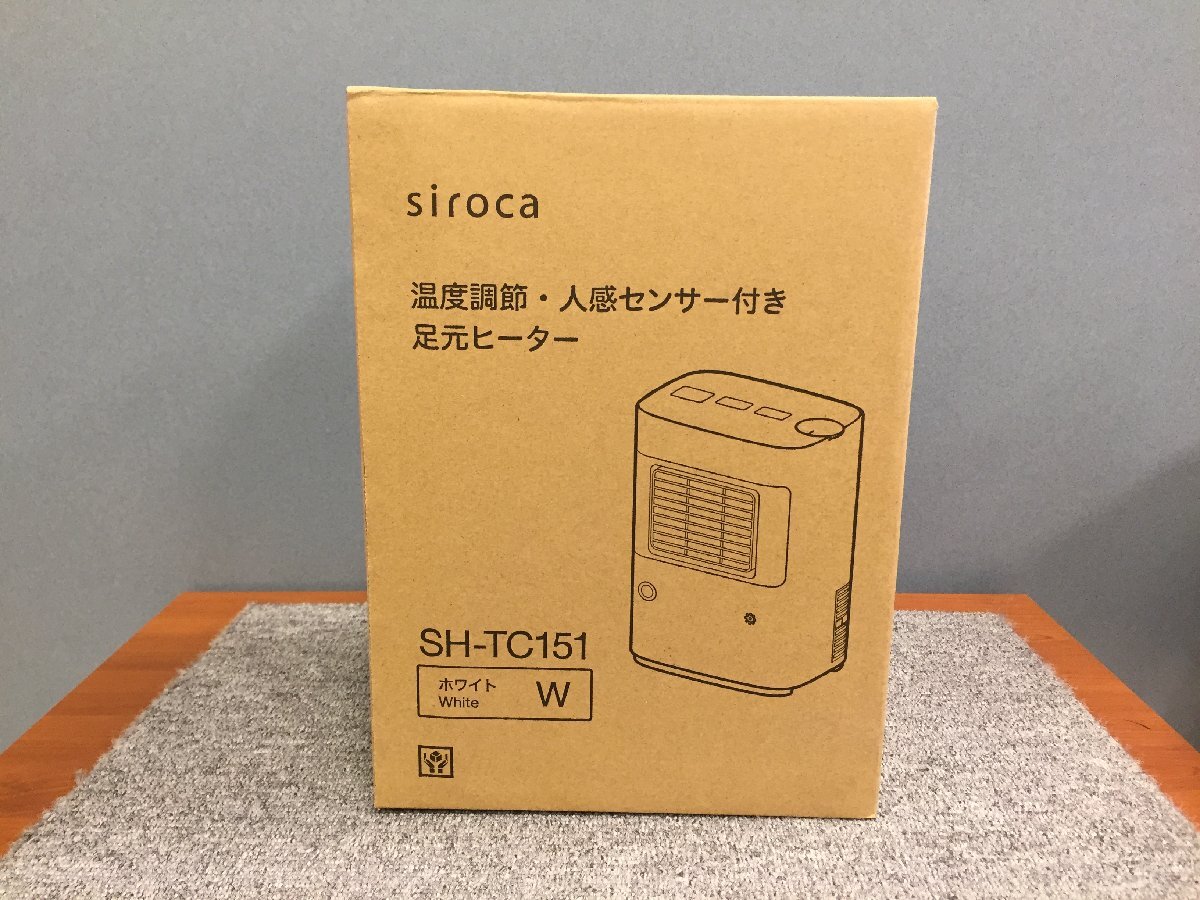 siroca
温度調節・人感センサー付き
足元ヒーター
SH-TC151
ホワイト
White
W